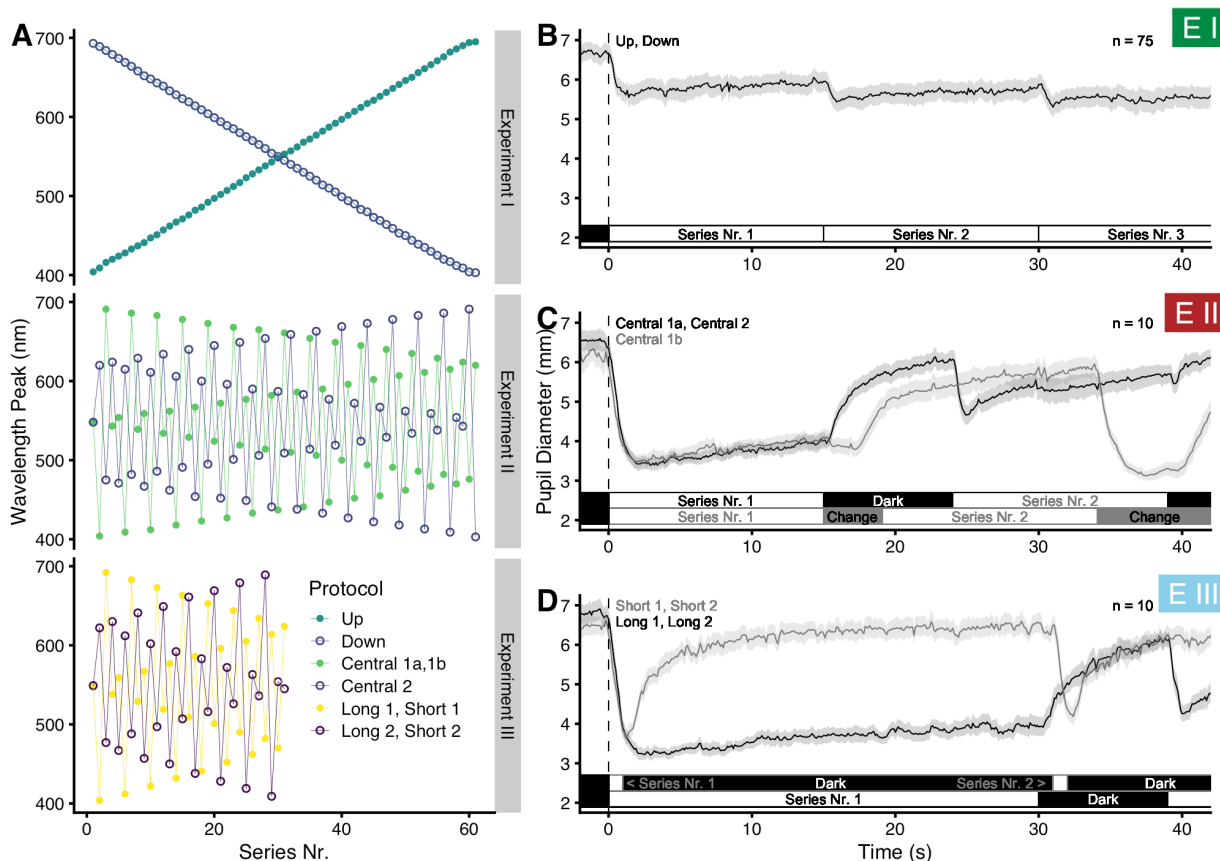 A
700
600
500
400
Experiment I
700
600
500
400
Experiment II
700
600
500
400
Experiment III
Wavelength Peak (nm)
0
20
40
60
Series Nr.
Protocol
Up
Down
Central 1a,1b
Central 2
Long 1, Short 1
Long 2, Short 2
B
E I
Up, Down
n = 75
7
6
5
4
3
2
Series Nr. 1
Series Nr. 2
Series Nr. 3
0
10
20
30
40
C
E II
Central 1a, Central 2
Central 1b
n = 10
7
6
5
4
3
2
Pupil Diameter (mm)
Series Nr. 1
Dark
Series Nr. 2
Series Nr. 1
Change
Series Nr. 2
Change
0
10
20
30
40
D
E III
Short 1, Short 2
Long 1, Long 2
n = 10
7
6
5
4
3
2
< Series Nr. 1
Dark
Series Nr. 2 >
Dark
Series Nr. 1
Dark
0
10
20
30
40
Time (s)